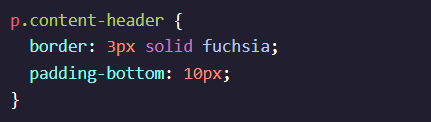 p.content-header {
  border: 3px solid fuchsia;
  padding-bottom: 10px;
}